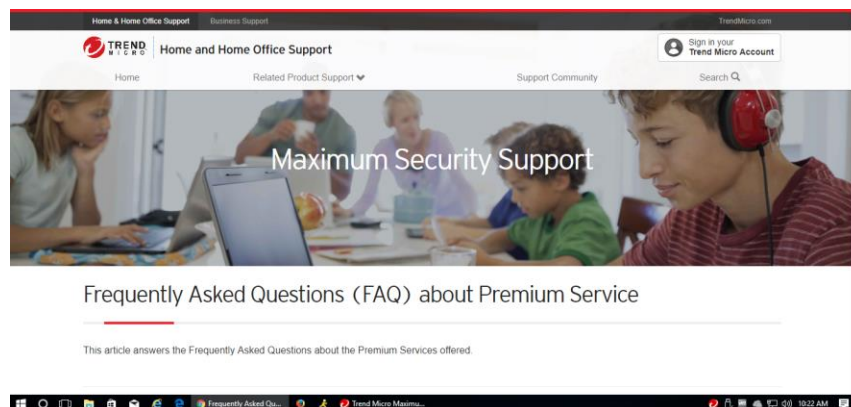 Home & Home Office Support
Business Support
TrendMicro.com
TREND
MICRO
Home and Home Office Support
Sign in your
Trend Micro Account
Home
Related Product Support
Support Community
Search
Maximum Security Support
Frequently Asked Questions (FAQ) about Premium Service
This article answers the Frequently Asked Questions about the Premium Services offered.
Frequently Asked Qu...
Trend Micro Maximu...
10:22 AM